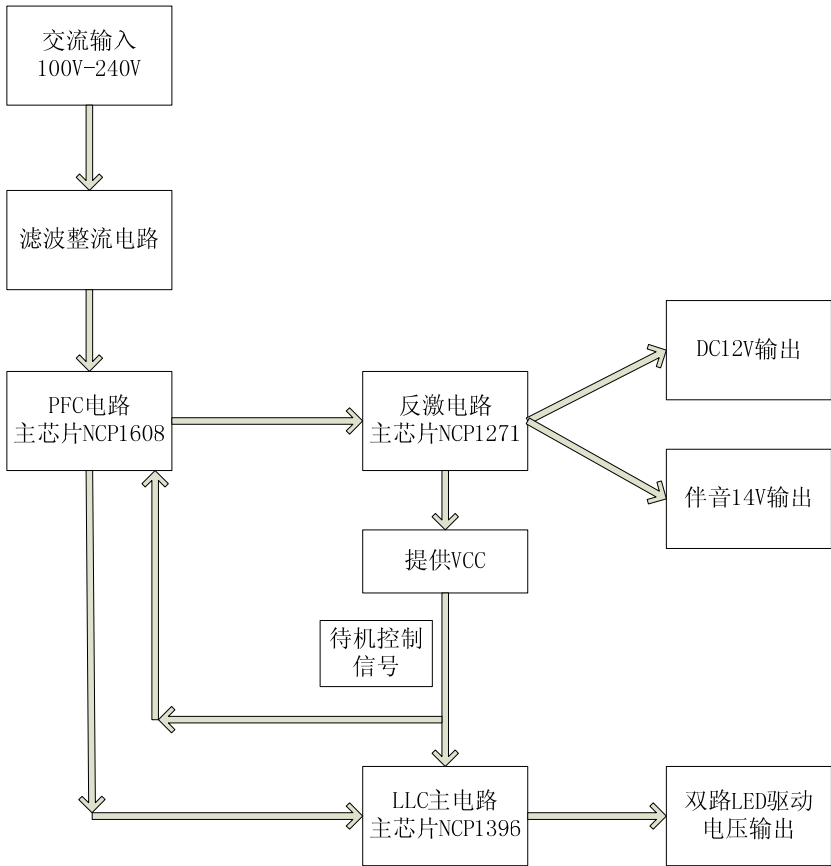 交流输入
100V-240V
滤波整流电路
PFC电路
主芯片NCP1608
反激电路
主芯片NCP1271
DC12V输出
伴音14V输出
提供VCC
待机控制
信号
LLC主电路
主芯片NCP1396
双路LED驱动
电压输出